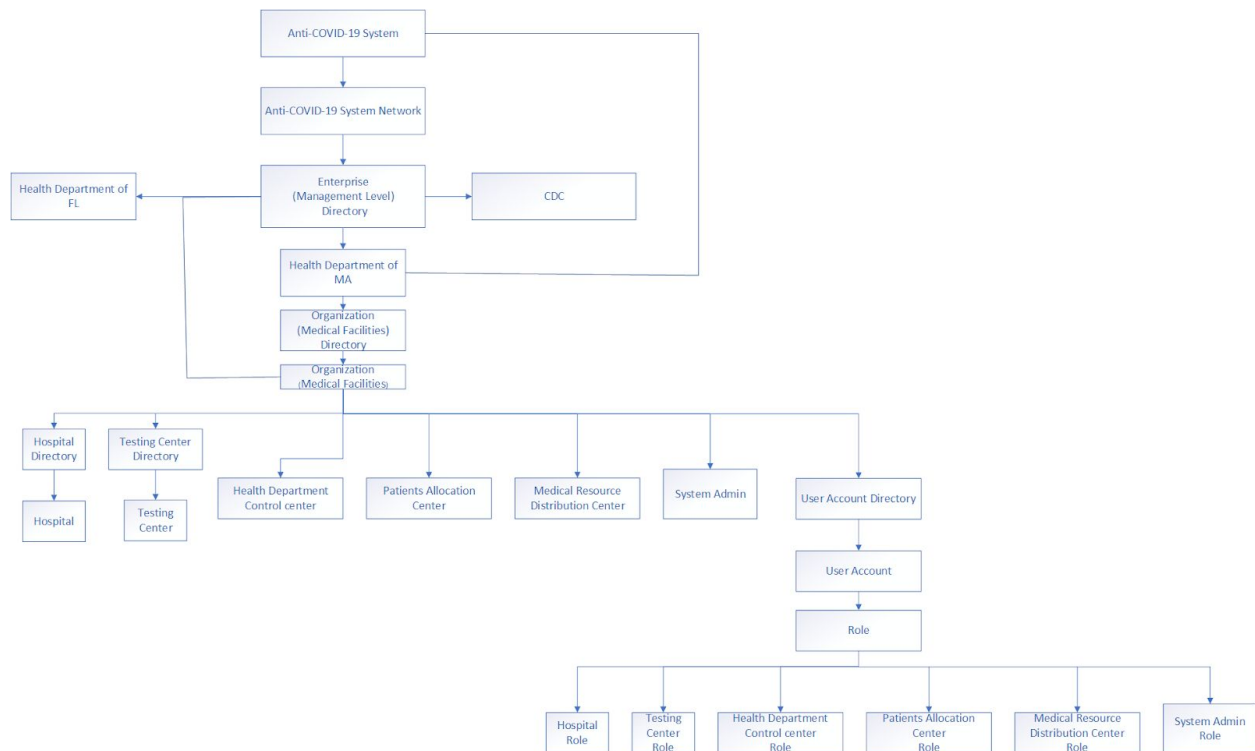 Anti-COVID-19 System
Anti-COVID-19 System Network
Health Department of
FL
Enterprise
(Management Level)
Directory
CDC
Health Department of
MA
Organization
(Medical Facilities)
Directory
Organization
(Medical Facilities)
Hospital
Directory
Testing Center
Directory
Health Department
Control center
Patients Allocation
Center
Medical Resource
Distribution Center
System Admin
User Account Directory
Hospital
Testing
Center
User Account
Role
Hospital
Role
Testing
Center
Role
Health Department
Control center
Role
Patients Allocation
Center
Role
Medical Resource
Distribution Center
Role
System Admin
Role